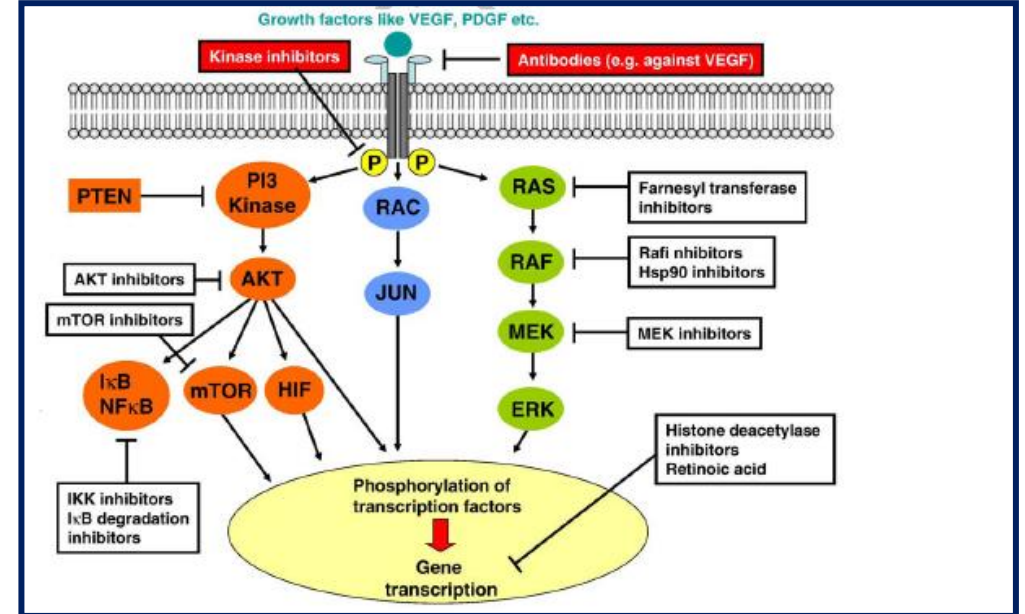 Growth factors like VEGF, PDGF etc.
Kinase inhibitors
Antibodies (e.g. against VEGF)
P
P
PTEN
PI3
Kinase
RAC
RAS
Farnesyl transferase
inhibitors
AKT inhibitors
AKT
JUN
RAF
Rafi nhibitors
Hsp90 inhibitors
mTOR inhibitors
MEK
MEK inhibitors
IκB
NFκB
mTOR
HIF
ERK
Histone deacetylase
inhibitors
Retinoic acid
IKK inhibitors
IκB degradation
inhibitors
Phosphorylation of
transcription factors
Gene
transcription